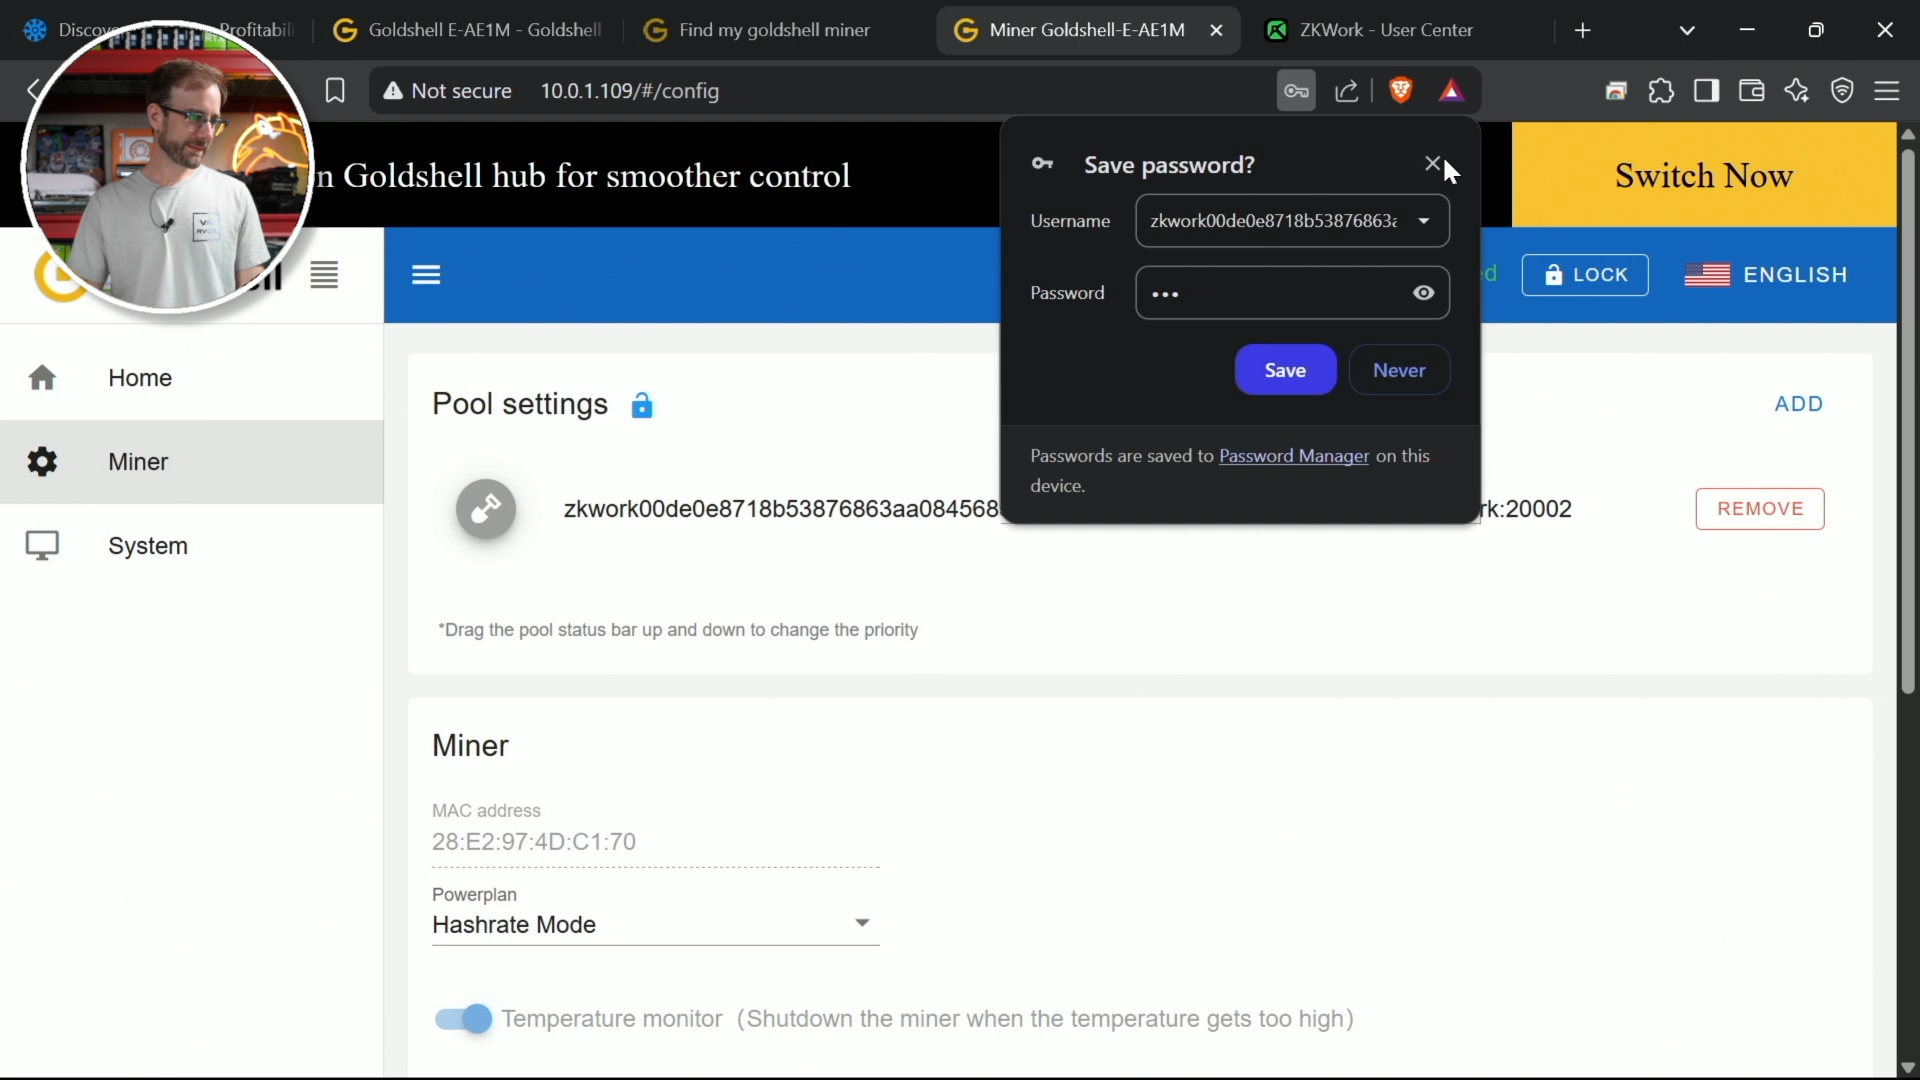 Goldshell E-AE1M - Goldshell
Find my goldshell miner
Miner Goldshell-E-AE1M
ZKWork - User Center
Not secure 10.0.1.109/#/config
n Goldshell hub for smoother control
Switch Now
Save password?
Username zkwork00de0e8718b53876863
Password •••
Save
Never
Passwords are saved to Password Manager on this
device.
LOCK
ENGLISH
Home
Miner
System
Pool settings
ADD
zkwork00de0e8718b53876863aa084568
rk:20002
REMOVE
*Drag the pool status bar up and down to change the priority
Miner
MAC address
28:E2:97:4D:C1:70
Powerplan
Hashrate Mode
Temperature monitor (Shutdown the miner when the temperature gets too high)